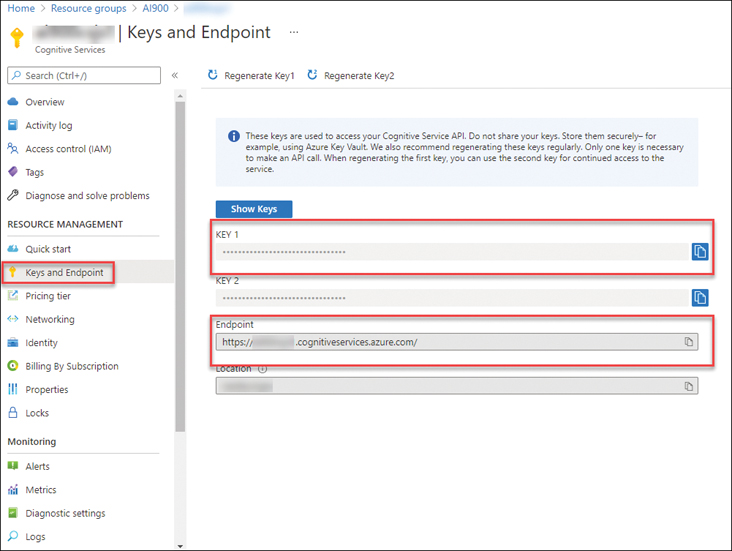 Home > Resource groups > AI900 >
| Keys and Endpoint ...
Cognitive Services
Search (Ctrl+/)
«
Regenerate Key1
Regenerate Key2
Overview
Activity log
Access control (IAM)
Tags
Diagnose and solve problems
RESOURCE MANAGEMENT
Quick start
Keys and Endpoint
Pricing tier
Networking
Identity
Billing By Subscription
Properties
Locks
Monitoring
Alerts
Metrics
Diagnostic settings
Logs
These keys are used to access your Cognitive Service API. Do not share your keys. Store them securely– for
example, using Azure Key Vault. We also recommend regenerating these keys regularly. Only one key is necessary
to make an API call. When regenerating the first key, you can use the second key for continued access to the
service.
Show Keys
KEY 1
••••••••••••••••••••••••••••••••
KEY 2
••••••••••••••••••••••••••••••••
Endpoint
https:// .cognitiveservices.azure.com/
Location